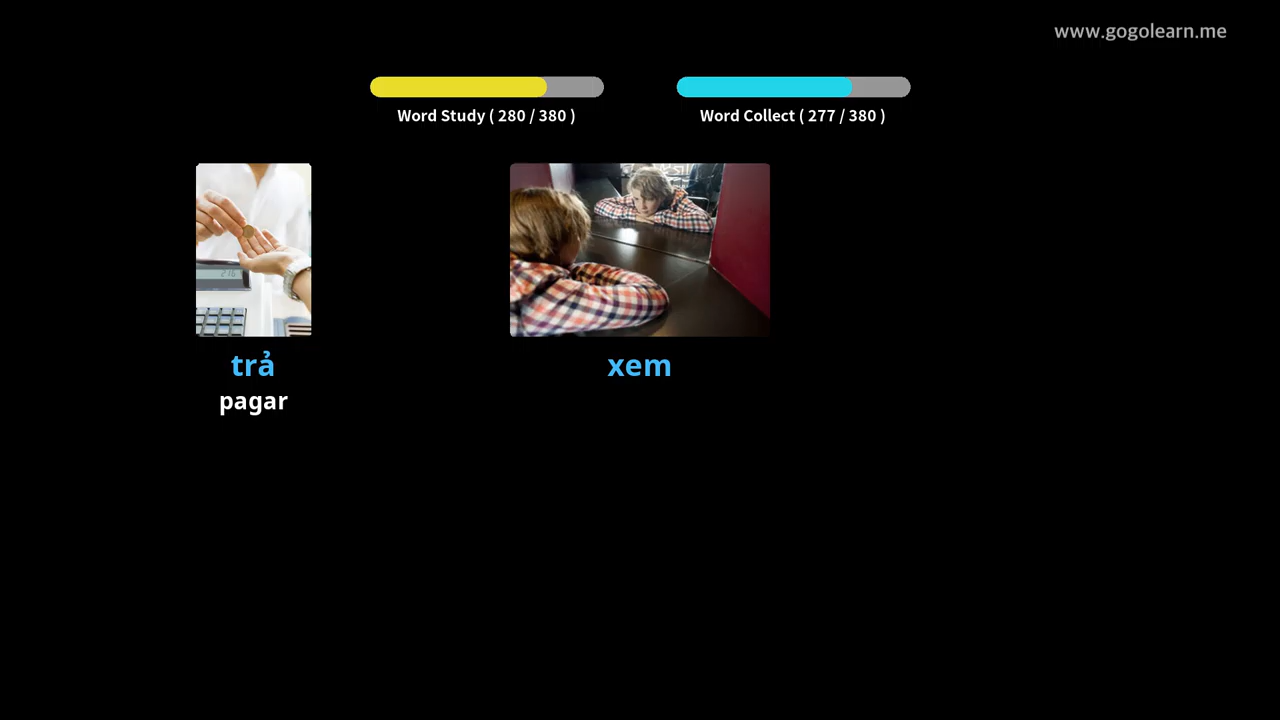 www.gogolearn.me
Word Study ( 280 / 380 )
Word Collect ( 277 / 380 )
trả
xem
pagar